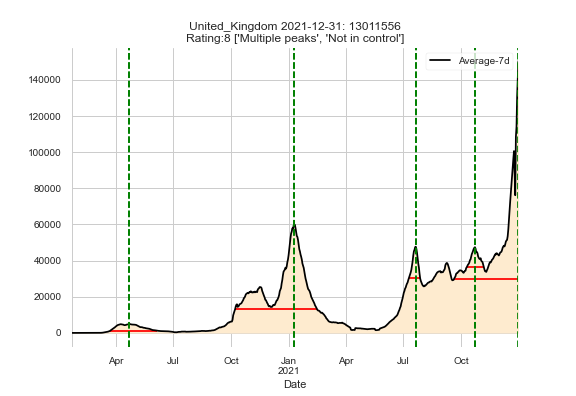 United_Kingdom 2021-12-31: 13011556
Rating:8 ['Multiple peaks', 'Not in control']
Average-7d
140000
120000
100000
80000
60000
40000
20000
0
Apr Jul Oct Jan Apr Jul Oct
2021
Date